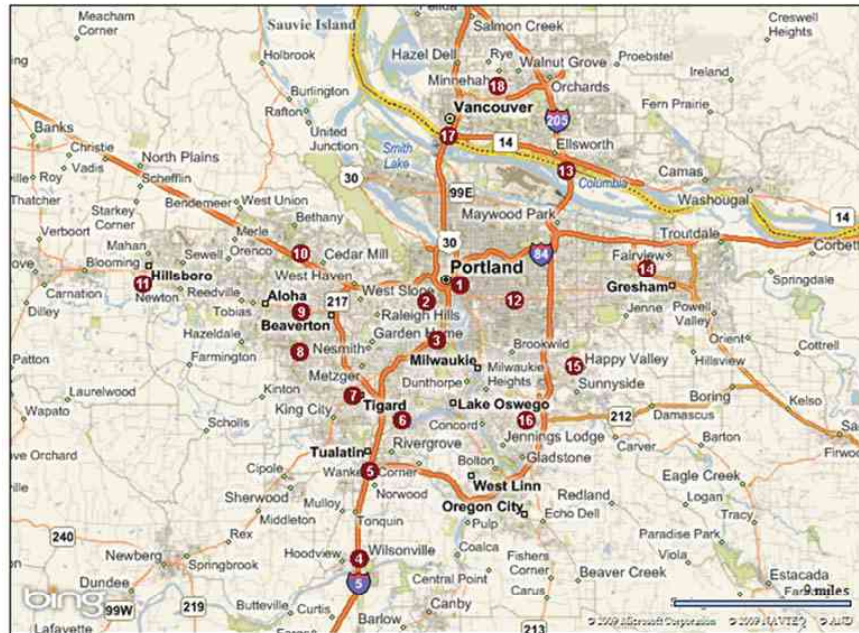 Meacham Corner
Sauvie Island
Felida
Salmon Creek
Creswell Heights
Hazel Dell
Rye
Walnut Grove
Proebstel
Holbrook
Minnehaha
Orchards
Ireland
18
Burlington
Vancouver
Fern Prairie
Rafton
205
Banks
United Junction
17
14
Ellsworth
Christie
North Plains
Smith Lake
Vadis
Roy
Schefflin
30
13
Camas
Columbia
Thatcher
Bendemeer
West Union
99E
Washougal
Starkey Corner
Bethany
Maywood Park
14
Verboort
Merle
30
Troutdale
Corbett
Mahan
Sewell
Orenco
10
Cedar Mill
84
Fairview
Blooming
Hillsboro
West Haven
Portland
14
Springdale
11
Reedville
Aloha
217
West Slope
1
Gresham
Carnation
Newton
2
12
Dilley
Tobias
9
Raleigh Hills
Jenne
Powell Valley
Beaverton
Garden Home
Hazeldale
3
Brookwild
Orient
Cottrell
8
Nesmith
Milwaukie
Happy Valley
Hillsview
Patton
Farmington
Metzger
Milwaukie Heights
15
Dunthorpe
Sunnyside
Laurelwood
Kinton
7
Boring
Kelso
Wapato
King City
Tigard
Lake Oswego
212
Damascus
Scholls
6
Concord
16
Jennings Lodge
Carver
Barton
Tualatin
Rivergrove
Gladstone
Firwood
Bolton
Cipole
5
Wanker Corner
Eagle Creek
West Linn
Sherwood
Norwood
Redland
Logan
Mulloy
Oregon City
Echo Dell
Middleton
Tonquin
Pulp
Tracy
240
Rex
Paradise Park
Hoodview
4
Wilsonville
Coalca
Fishers Corner
Viola
Newberg
Springbrook
Beaver Creek
Estacada
Dundee
5
Central Point
bing
Carus
9 miles
99W
219
Butteville
Curtis
Canby
Lafayette
Barlow
213
© 2009 Microsoft Corporation © 2009 NAVTEQ © AND